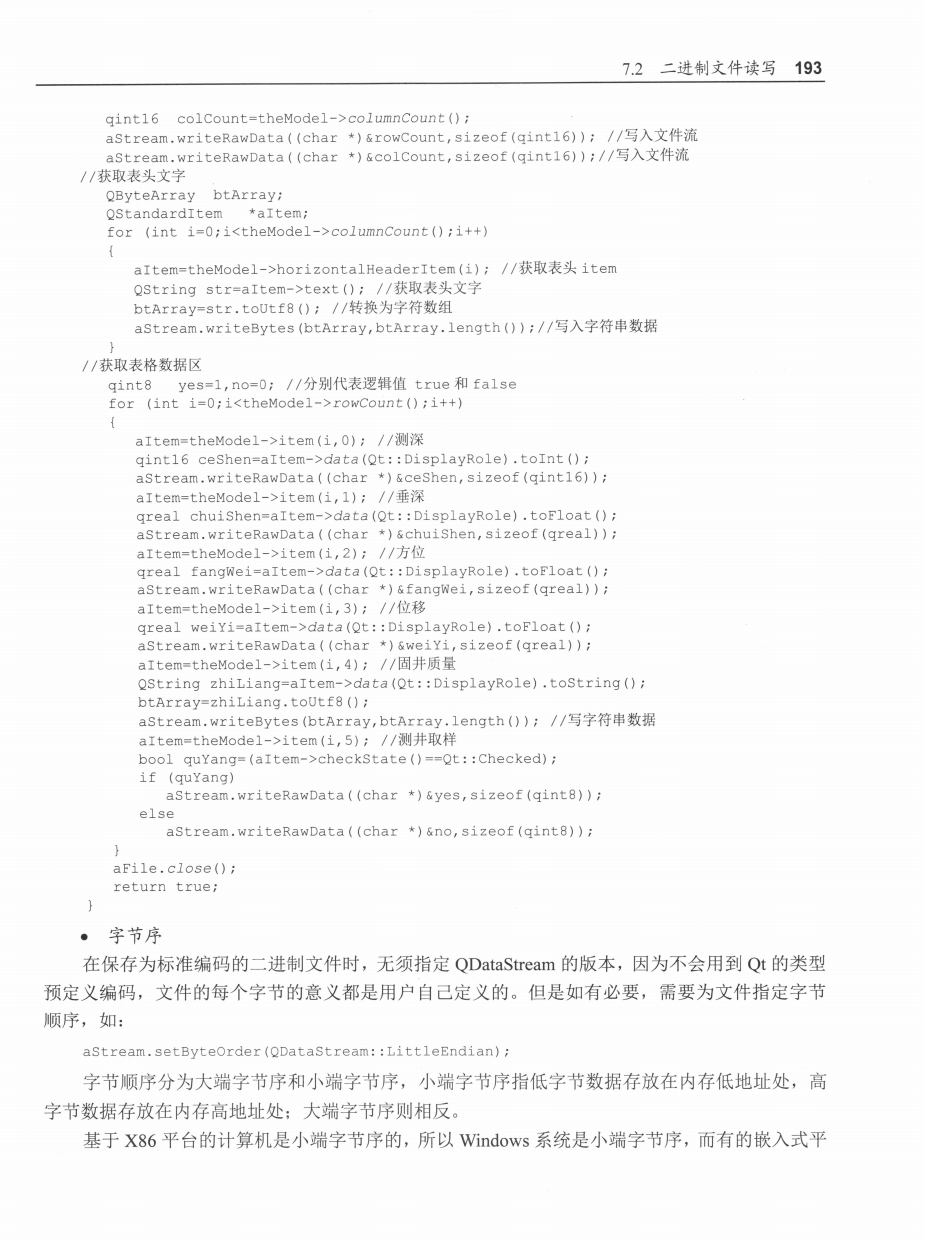 7.2 二进制文件读写 193
qint16 colCount=theModel->columnCount();
aStream.writeRawData((char *)&rowCount,sizeof(qint16)); //写入文件流
aStream.writeRawData((char *)&colCount,sizeof(qint16));//写入文件流
//获取表头文字
QByteArray btArray;
QStandardItem *aItem;
for (int i=0;i<theModel->columnCount();i++)
{
aItem=theModel->horizontalHeaderItem(i); //获取表头 item
QString str=aItem->text(); //获取表头文字
btArray=str.toUtf8(); //转换为字符数组
aStream.writeBytes(btArray,btArray.length());//写入字符串数据
}
//获取表格数据区
qint8 yes=1,no=0; //分别代表逻辑值 true 和 false
for (int i=0;i<theModel->rowCount();i++)
{
aItem=theModel->item(i,0); //测深
qint16 ceShen=aItem->data(Qt::DisplayRole).toInt();
aStream.writeRawData((char *)&ceShen,sizeof(qint16));
aItem=theModel->item(i,1); //垂深
qreal chuiShen=aItem->data(Qt::DisplayRole).toFloat();
aStream.writeRawData((char *)&chuiShen,sizeof(qreal));
aItem=theModel->item(i,2); //方位
qreal fangWei=aItem->data(Qt::DisplayRole).toFloat();
aStream.writeRawData((char *)&fangWei,sizeof(qreal));
aItem=theModel->item(i,3); //位移
qreal weiYi=aItem->data(Qt::DisplayRole).toFloat();
aStream.writeRawData((char *)&weiYi,sizeof(qreal));
aItem=theModel->item(i,4); //固井质量
QString zhiLiang=aItem->data(Qt::DisplayRole).toString();
btArray=zhiLiang.toUtf8();
aStream.writeBytes(btArray,btArray.length()); //写字符串数据
aItem=theModel->item(i,5); //测井取样
bool quYang=(aItem->checkState()==Qt::Checked);
if (quYang)
aStream.writeRawData((char *)&yes,sizeof(qint8));
else
aStream.writeRawData((char *)&no,sizeof(qint8));
}
aFile.close();
return true;
}
• 字节序
在保存为标准编码的二进制文件时，无须指定 QDataStream 的版本，因为不会用到 Qt 的类型
预定义编码，文件的每个字节的意义都是用户自己定义的。但是如有必要，需要为文件指定字节
顺序，如：
aStream.setByteOrder(QDataStream::LittleEndian);
字节顺序分为大端字节序和小端字节序，小端字节序指低字节数据存放在内存低地址处，高
字节数据存放在内存高地址处；大端字节序则相反。
基于 X86 平台的计算机是小端字节序的，所以 Windows 系统是小端字节序，而有的嵌入式平